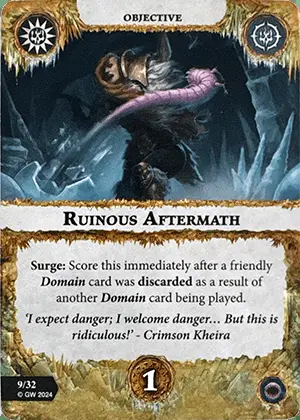 OBJECTIVE
RUINOUS AFTERMATH
Surge: Score this immediately after a friendly
Domain card was discarded as a result of
another Domain card being played.
'I expect danger; I welcome danger... But this is
ridiculous!' - Crimson Kheira
9/32
© GW 2024
1